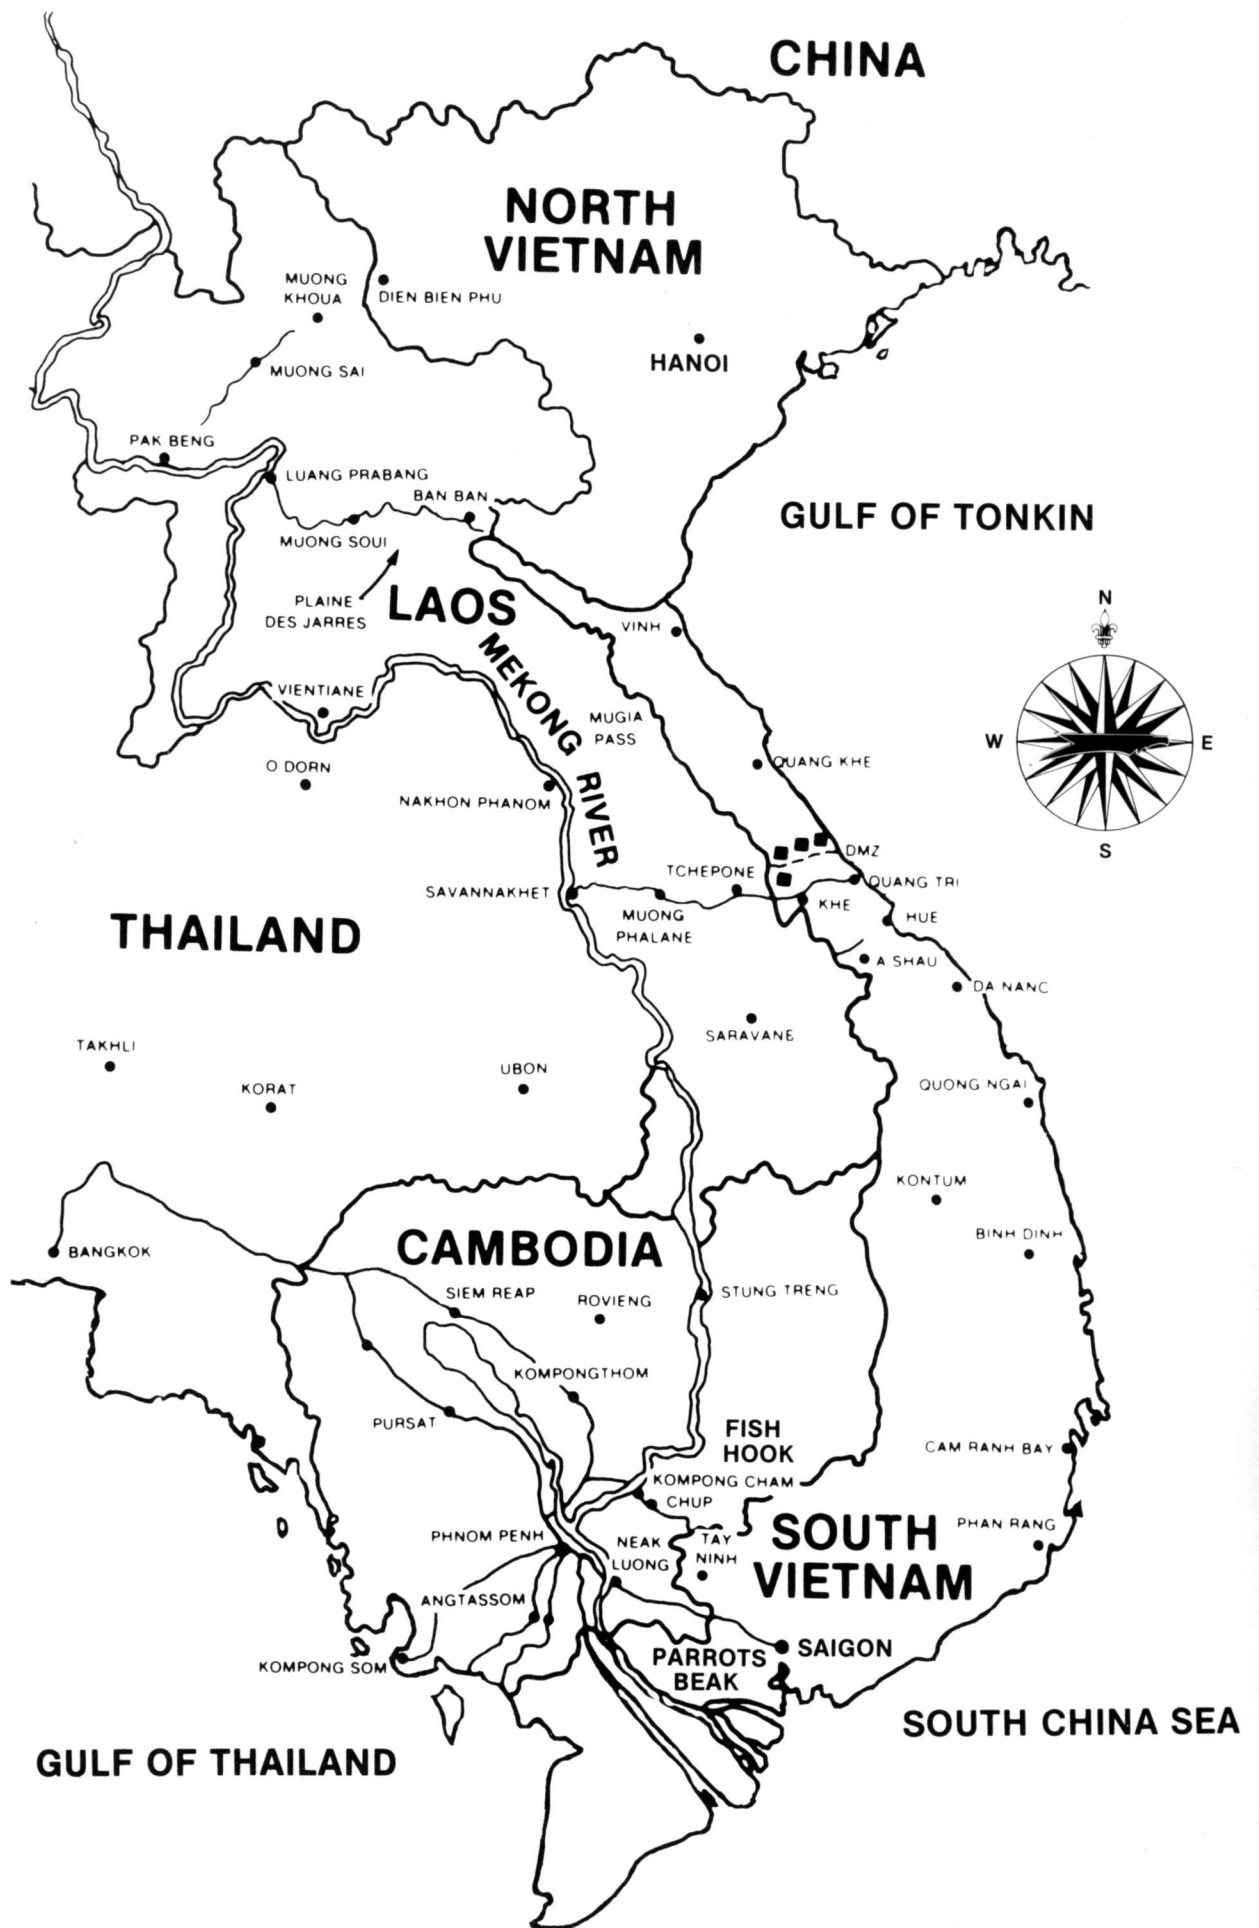 CHINA
NORTH
VIETNAM
MUONG
KHOUA
DIEN BIEN PHU
HANOI
MUONG SAI
PAK BENG
LUANG PRABANG
BAN BAN
GULF OF TONKIN
MUONG SOUI
PLAINE
DES JARRES
LAOS
N
VINH
MEKONG RIVER
VIENTIANE
MUGIA
PASS
W
E
QUANG KHE
O DORN
NAKHON PHANOM
S
DMZ
TCHEPONE
QUANG TRI
SAVANNAKHET
KHE
HUE
MUONG
PHALANE
THAILAND
A SHAU
DA NANC
SARAVANE
TAKHLI
UBON
KORAT
QUONG NGAI
KONTUM
BINH DINH
BANGKOK
CAMBODIA
SIEM REAP
ROVIENG
STUNG TRENG
KOMPONGTHOM
PURSAT
FISH
HOOK
CAM RANH BAY
KOMPONG CHAM
CHUP
PHNOM PENH
NEAK
LUONG
TAY
NINH
SOUTH
VIETNAM
PHAN RANG
ANGTASSOM
PARROTS
BEAK
SAIGON
KOMPONG SOM
SOUTH CHINA SEA
GULF OF THAILAND